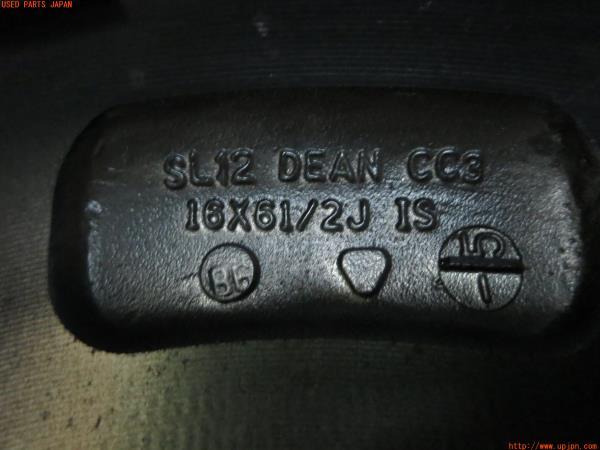 USED PARTS JAPAN
SL12 DEAN CC3
16X61/2J IS
http://www.upjpn.com